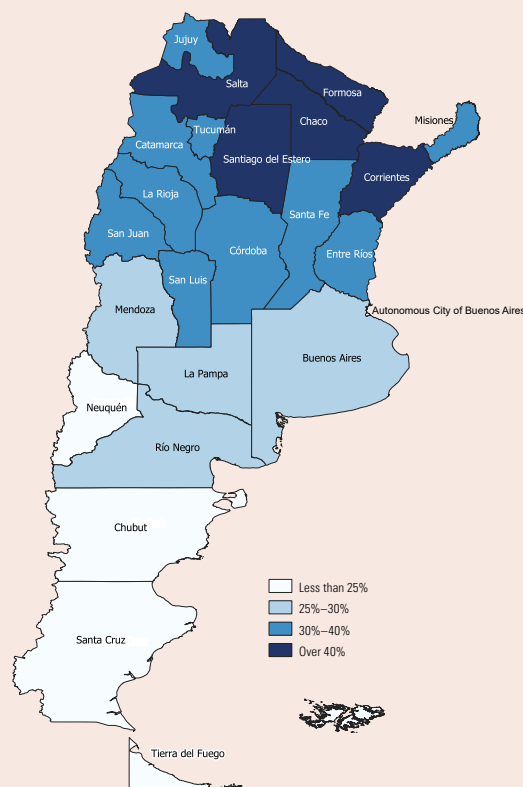 Jujuy
Salta
Formosa
Chaco
Misiones
Tucumán
Catamarca
Santiago del Estero
Corrientes
La Rioja
Santa Fe
San Juan
Córdoba
Entre Ríos
San Luis
Mendoza
Autonomous City of Buenos Aires
Buenos Aires
La Pampa
Neuquén
Río Negro
Chubut
Less than 25%
25%–30%
30%–40%
Over 40%
Santa Cruz
Tierra del Fuego